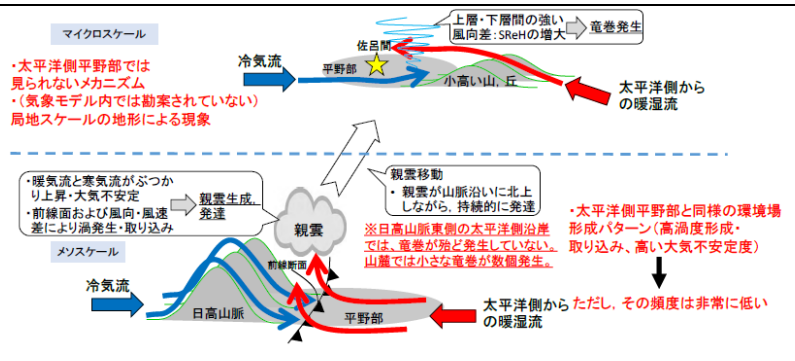 マイクロスケール
・太平洋側平野部では
見られないメカニズム
・(気象モデル内では勘案されていない)
局地スケールの地形による現象
上層・下層間の強い
風向差:SReHの増大
竜巻発生
佐呂間
冷気流
平野部
小高い山,丘
太平洋側から
の暖湿流
・暖気流と寒気流がぶつか
り上昇・大気不安定
・前線面および風向・風速
差により渦発生・取り込み
親雲生成,
発達
親雲移動
・ 親雲が山脈沿いに北上
しながら、持続的に発達
親雲
※日高山脈東側の太平洋側沿岸
では、竜巻が殆ど発生していない。
山麓では小さな竜巻が数個発生。
・太平洋側平野部と同様の環境場
形成パターン(高渦度形成・
取り込み、高い大気不安定度)
メソスケール
前線断面
冷気流
日高山脈
平野部
太平洋側から
の暖湿流
ただし,その頻度は非常に低い